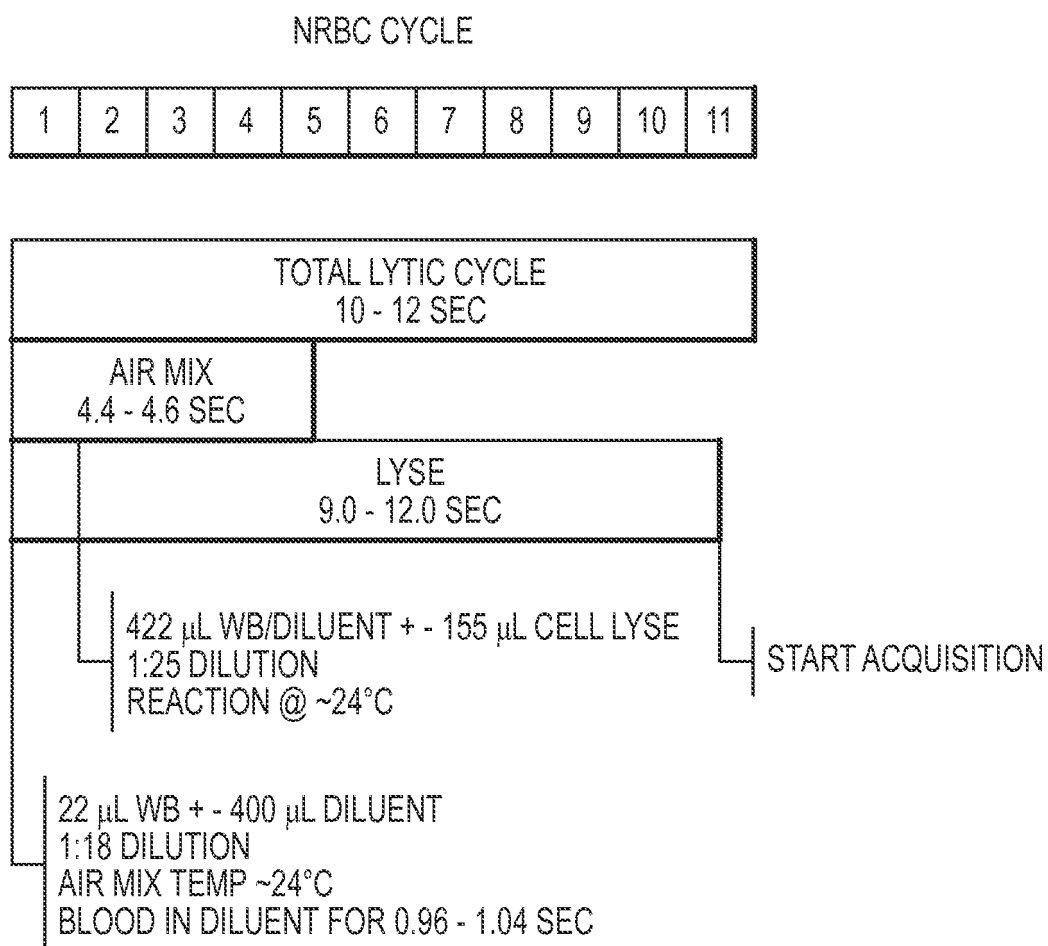 NRBC CYCLE
1 2 3 4 5 6 7 8 9 10 11
TOTAL LYTIC CYCLE
10 - 12 SEC
AIR MIX
4.4 - 4.6 SEC
LYSE
9.0 - 12.0 SEC
422 µL WB/DILUENT + - 155 µL CELL LYSE
1:25 DILUTION
REACTION @ ~24°C
START ACQUISITION
22 µL WB + - 400 µL DILUENT
1:18 DILUTION
AIR MIX TEMP ~24°C
BLOOD IN DILUENT FOR 0.96 - 1.04 SEC